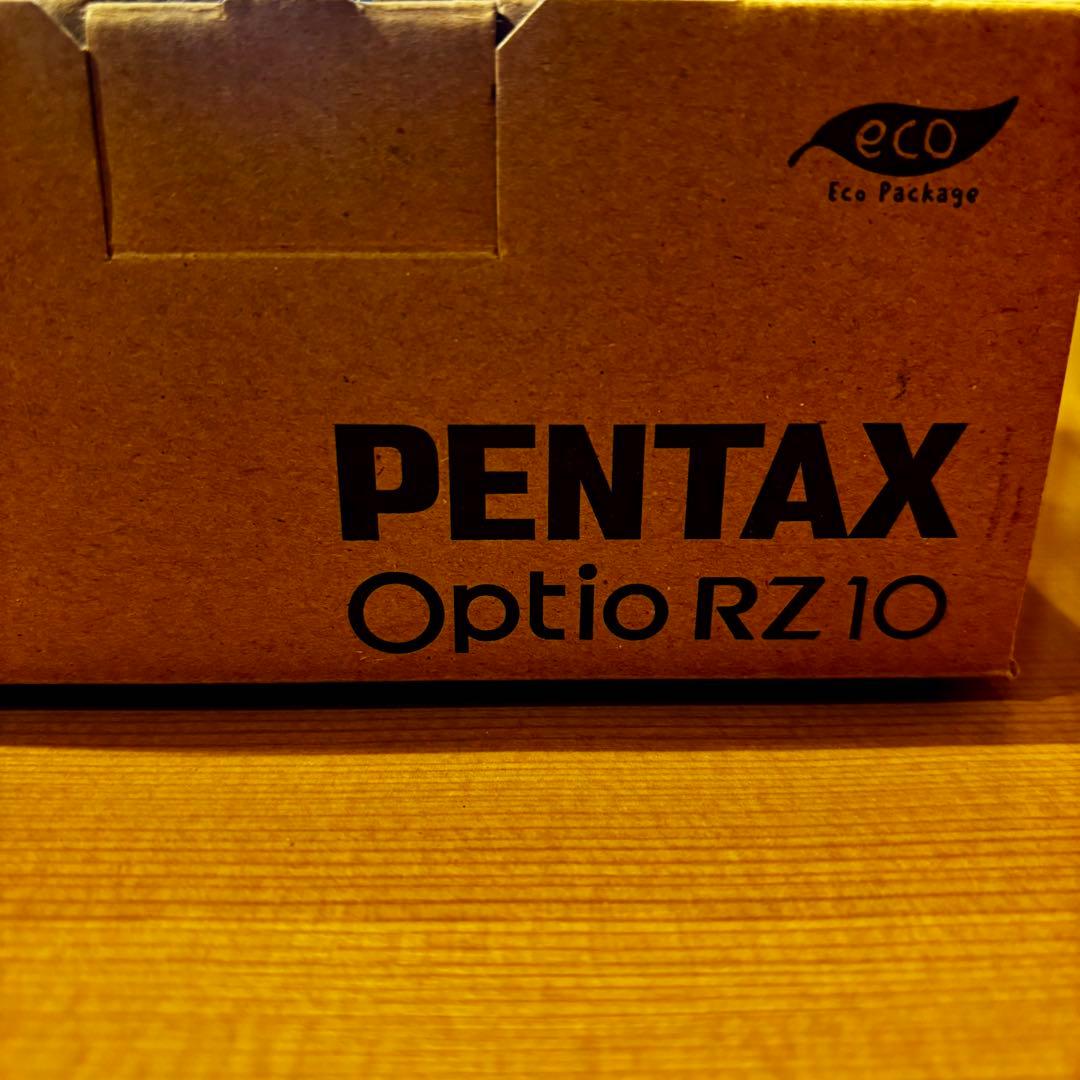 eco
Eco Package
PENTAX
Optio RZ10